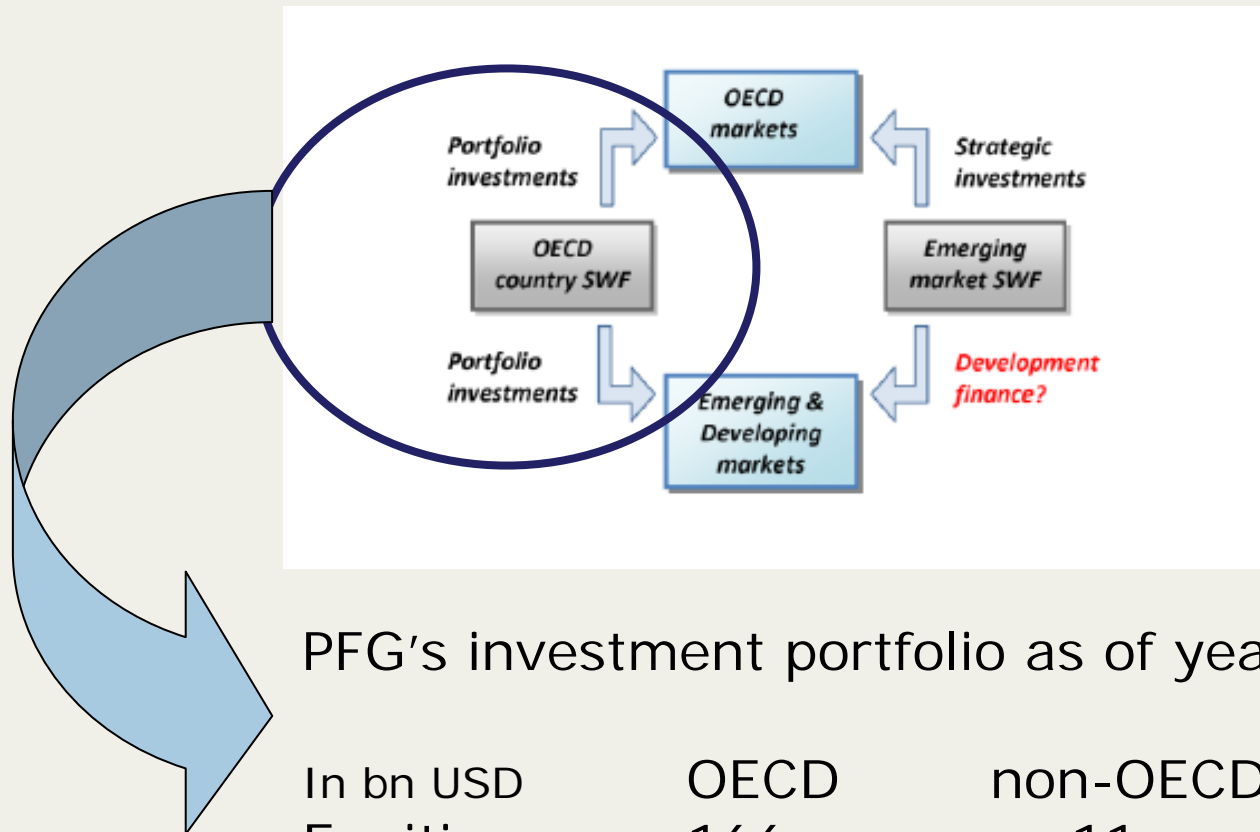 OECD
markets
Portfolio
investments
Strategic
investments
OECD
country SWF
Emerging
market SWF
Portfolio
investments
Development
finance?
Emerging &
Developing
markets
PFG's investment portfolio as of yea
In bn USD OECD non-OECD